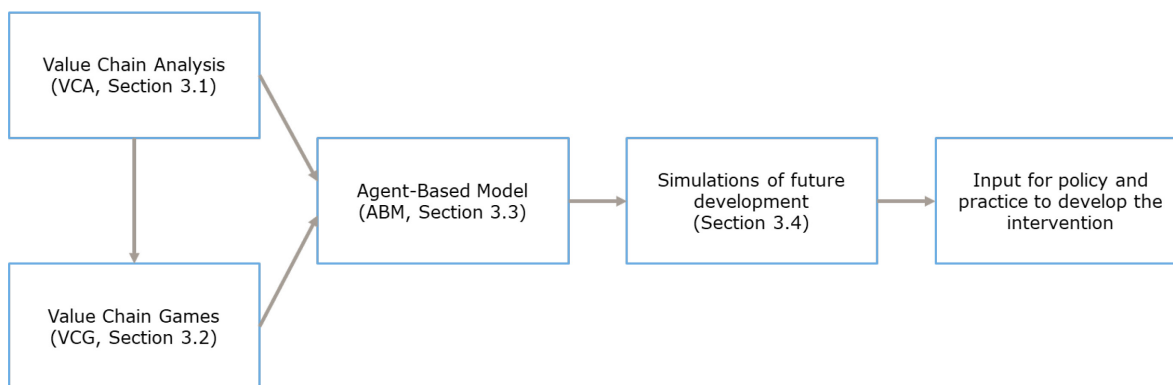 Value Chain Analysis
(VCA, Section 3.1)
Value Chain Games
(VCG, Section 3.2)
Agent-Based Model
(ABM, Section 3.3)
Simulations of future
development
(Section 3.4)
Input for policy and
practice to develop the
intervention